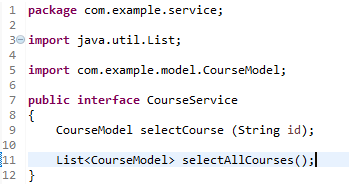 1 package com.example.service;
2
3 import java.util.List;
4
5 import com.example.model.CourseModel;
6
7 public interface CourseService
8 {
9     CourseModel selectCourse (String id);
10
11     List<CourseModel> selectAllCourses();
12 }